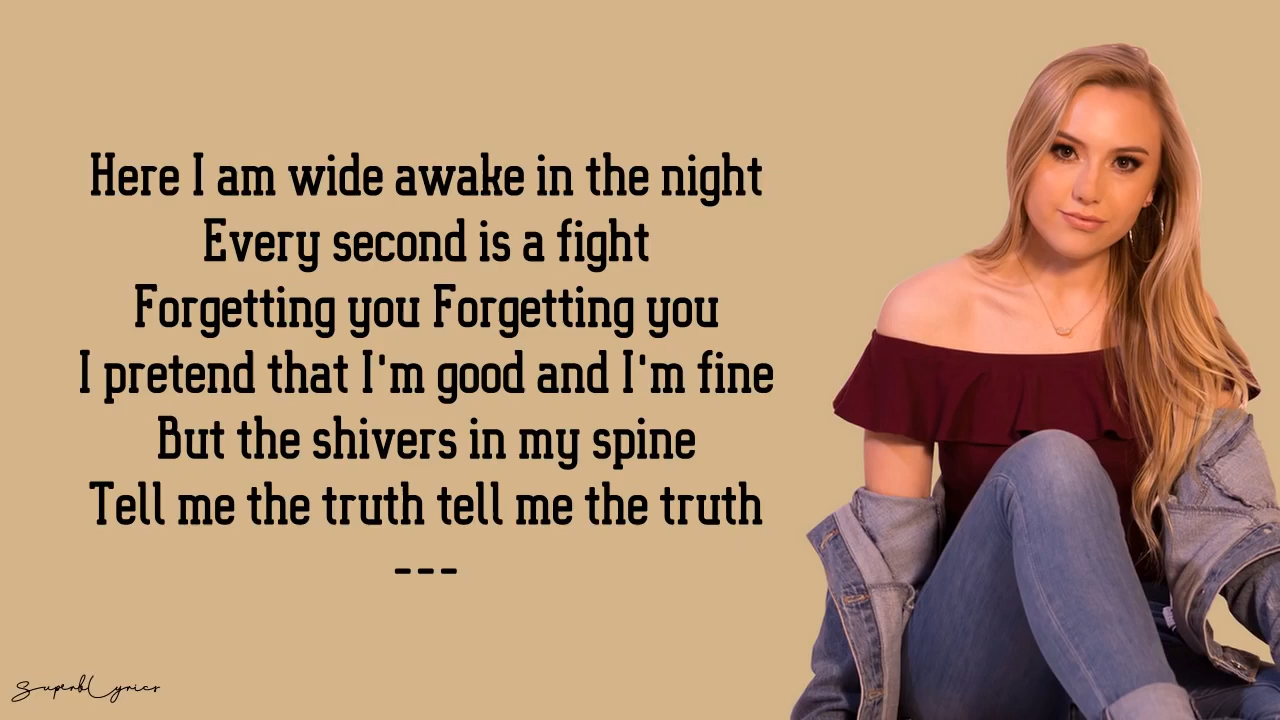 Here I am wide awake in the night
Every second is a fight
Forgetting you Forgetting you
I pretend that I'm good and I'm fine
But the shivers in my spine
Tell me the truth tell me the truth
---
SuperbLyrics